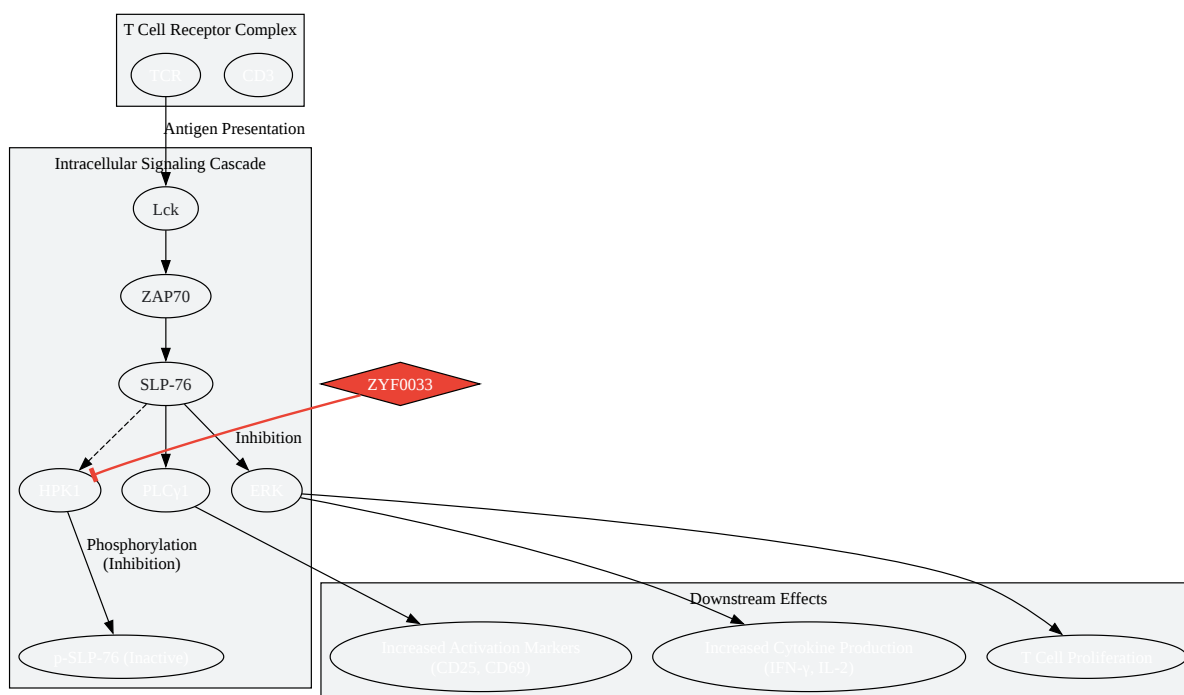 T Cell Receptor Complex
TCR
CD3
Antigen Presentation
Intracellular Signaling Cascade
Lck
ZAP70
SLP-76
ZYF0033
Inhibition
HPK1
PLCγ1
ERK
Phosphorylation
(Inhibition)
Downstream Effects
p-SLP-76 (Inactive)
Increased Activation Markers
(CD25, CD69)
Increased Cytokine Production
(IFN-γ, IL-2)
T Cell Proliferation